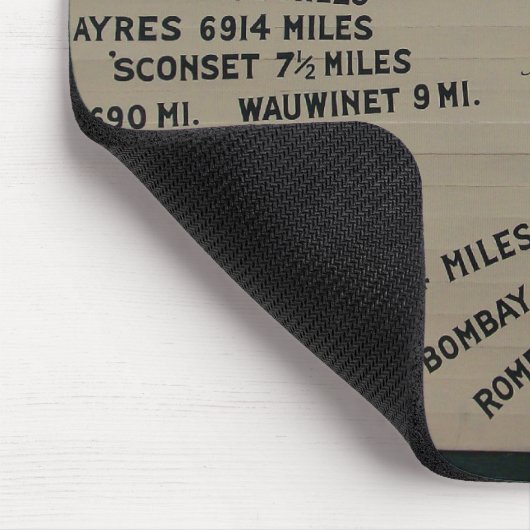 AYRES 6914 MILES
'SCONSET 7½ MILES
690 MI. WAUWINET 9 MI.
MILES
BOMBAY